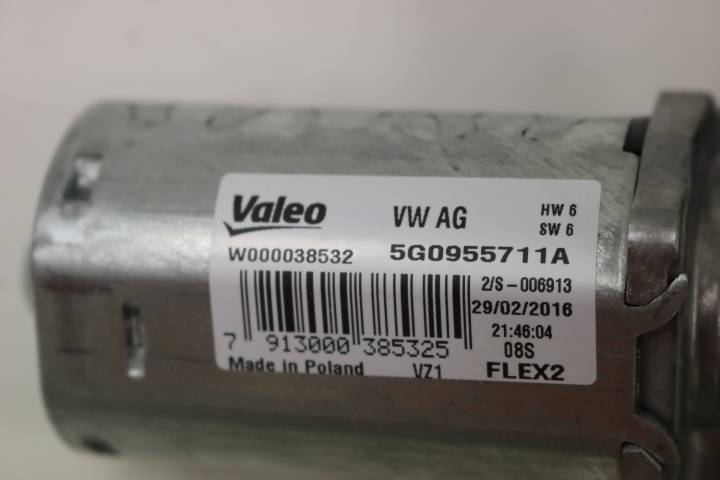 Valeo VW AG HW 6
SW 6
W000038532 5G0955711A
2/S-006913
29/02/2016
21:46:04
7 913000 385325 08S
Made in Poland VZ1 FLEX2